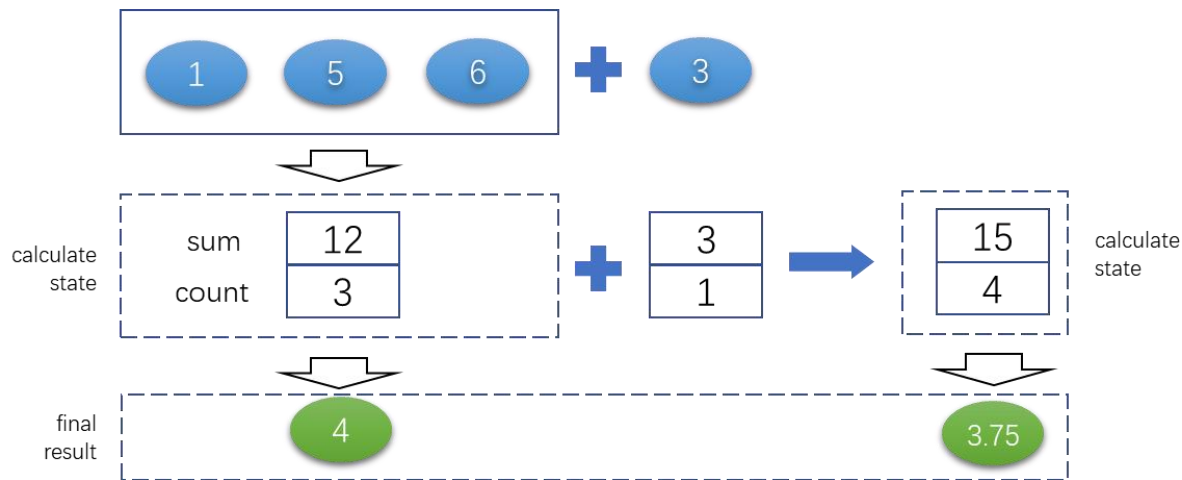 1 5 6 3
sum 12 3 15
calculate
state
calculate
state
count 3 1 4
final
result
4 3.75